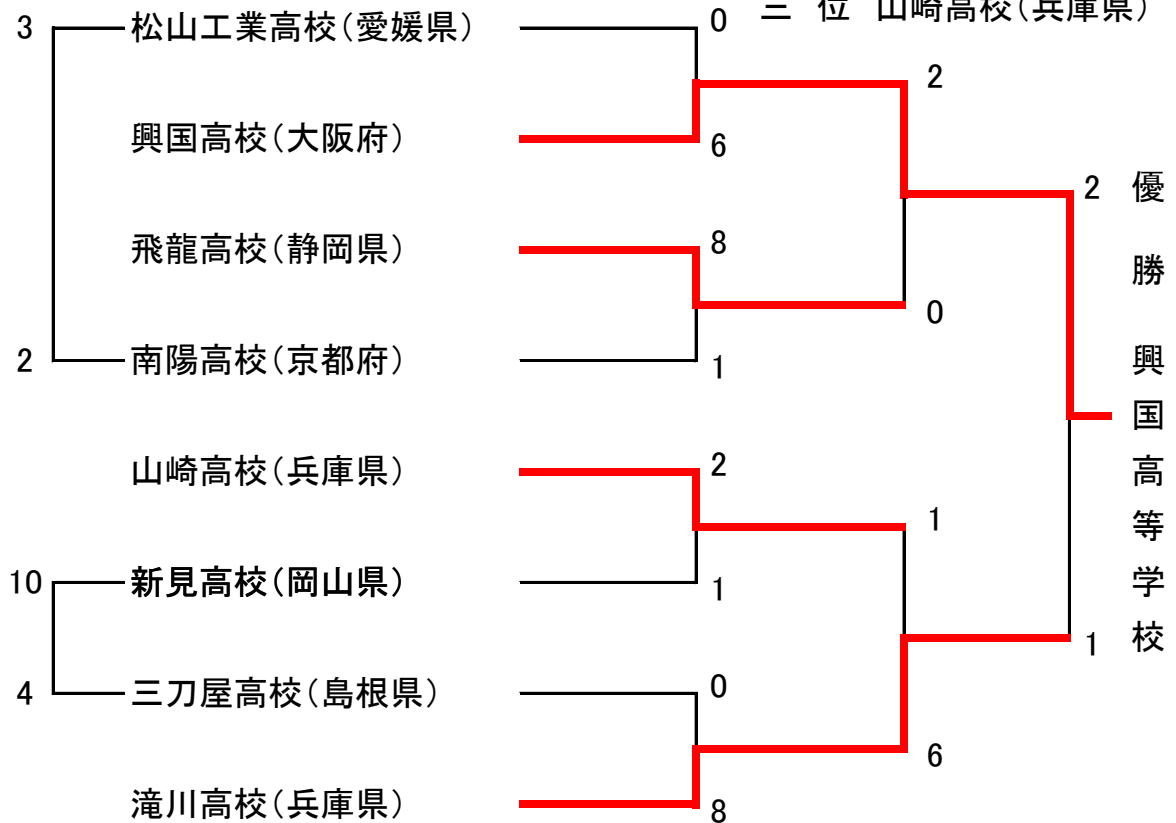 三 位 山崎高校(兵庫県)
3 松山工業高校(愛媛県) 0
2
興国高校(大阪府) 6
2 優勝 興国高等学校
飛龍高校(静岡県) 8
0
2 南陽高校(京都府) 1
山崎高校(兵庫県) 2
1
10 新見高校(岡山県) 1
1
4 三刀屋高校(島根県) 0
6
滝川高校(兵庫県) 8